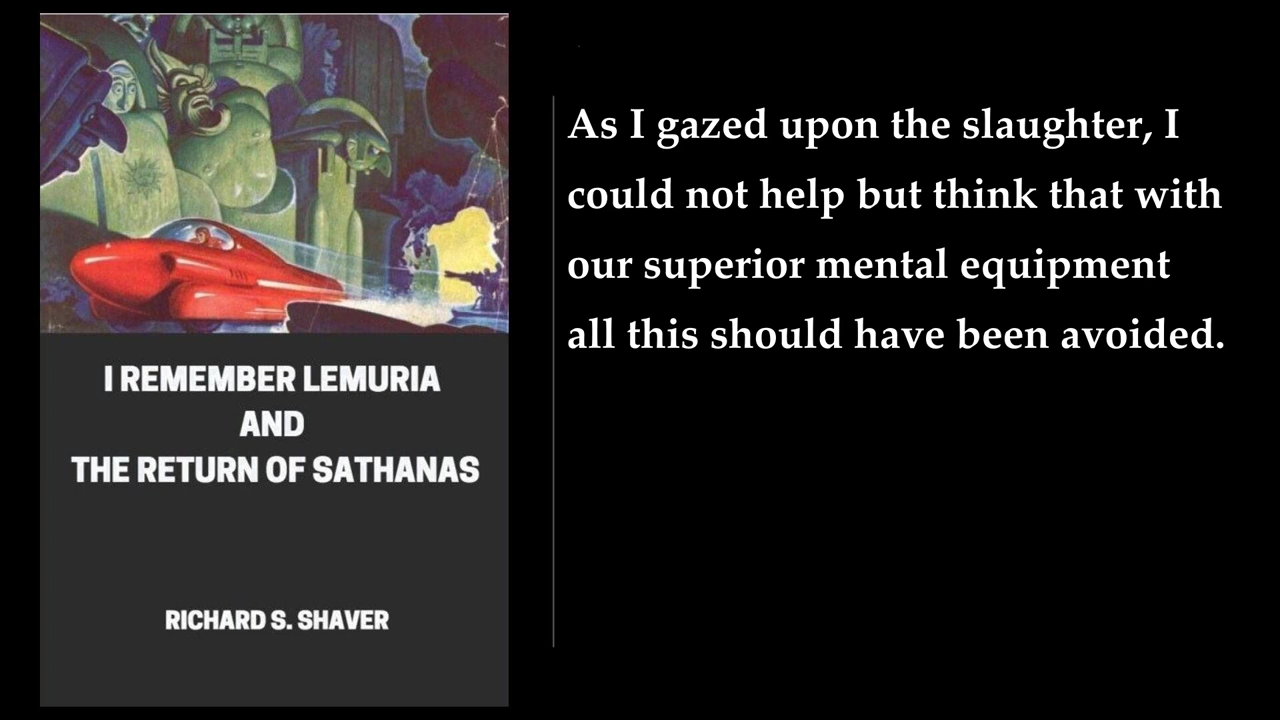 I REMEMBER LEMURIA
AND
THE RETURN OF SATHANAS
RICHARD S. SHAVER
As I gazed upon the slaughter, I
could not help but think that with
our superior mental equipment
all this should have been avoided.